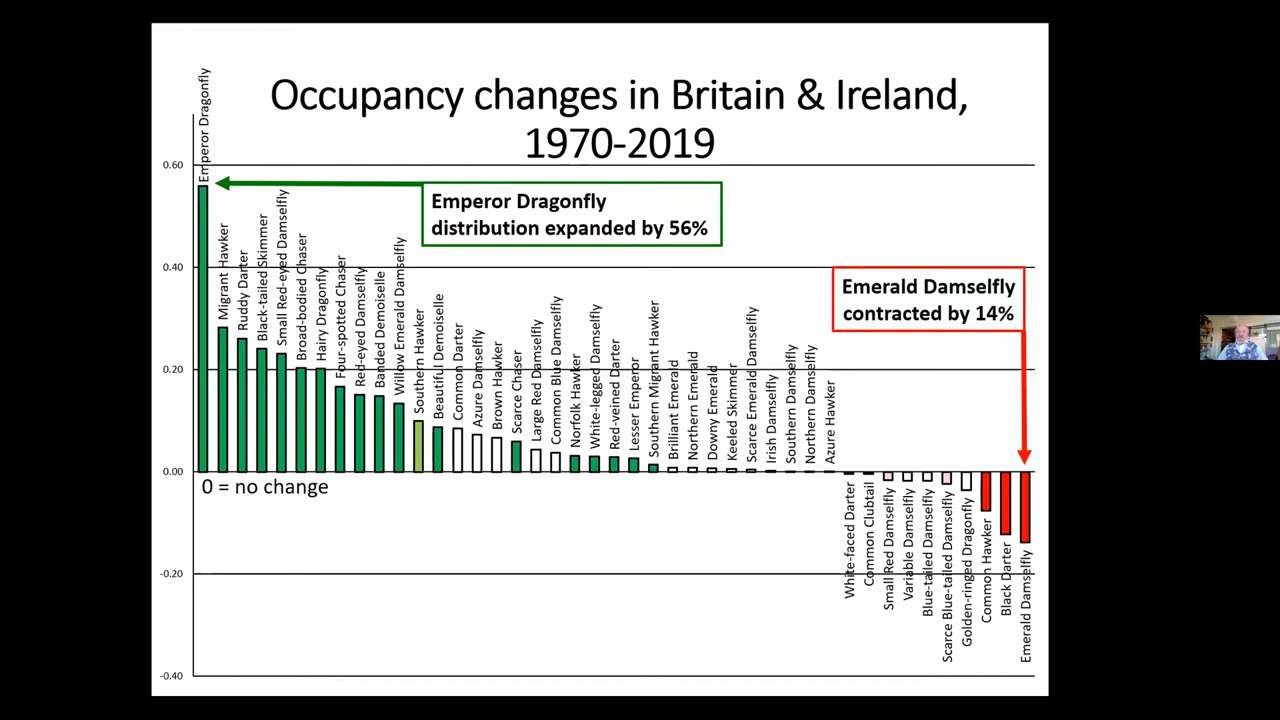 Occupancy changes in Britain & Ireland,
1970-2019
0.60
0.40
0.20
0.00
-0.20
-0.40
Emperor Dragonfly
distribution expanded by 56%
Emerald Damselfly
contracted by 14%
0 = no change
Emperor Dragonfly
Migrant Hawker
Ruddy Darter
Black-tailed Skimmer
Small Red-eyed Damselfly
Broad-bodied Chaser
Hairy Dragonfly
Four-spotted Chaser
Red-eyed Damselfly
Banded Demoiselle
Willow Emerald Damselfly
Southern Hawker
Beautiful Demoiselle
Common Darter
Azure Damselfly
Brown Hawker
Scarce Chaser
Large Red Damselfly
Common Blue Damselfly
Norfolk Hawker
White-legged Damselfly
Red-veined Darter
Lesser Emperor
Southern Migrant Hawker
Brilliant Emerald
Northern Emerald
Downy Emerald
Keeled Skimmer
Scarce Emerald Damselfly
Irish Damselfly
Southern Damselfly
Northern Damselfly
Azure Hawker
White-faced Darter
Common Clubtail
Small Red Damselfly
Variable Damselfly
Blue-tailed Damselfly
Scarce Blue-tailed Damselfly
Golden-ringed Dragonfly
Common Hawker
Black Darter
Emerald Damselfly